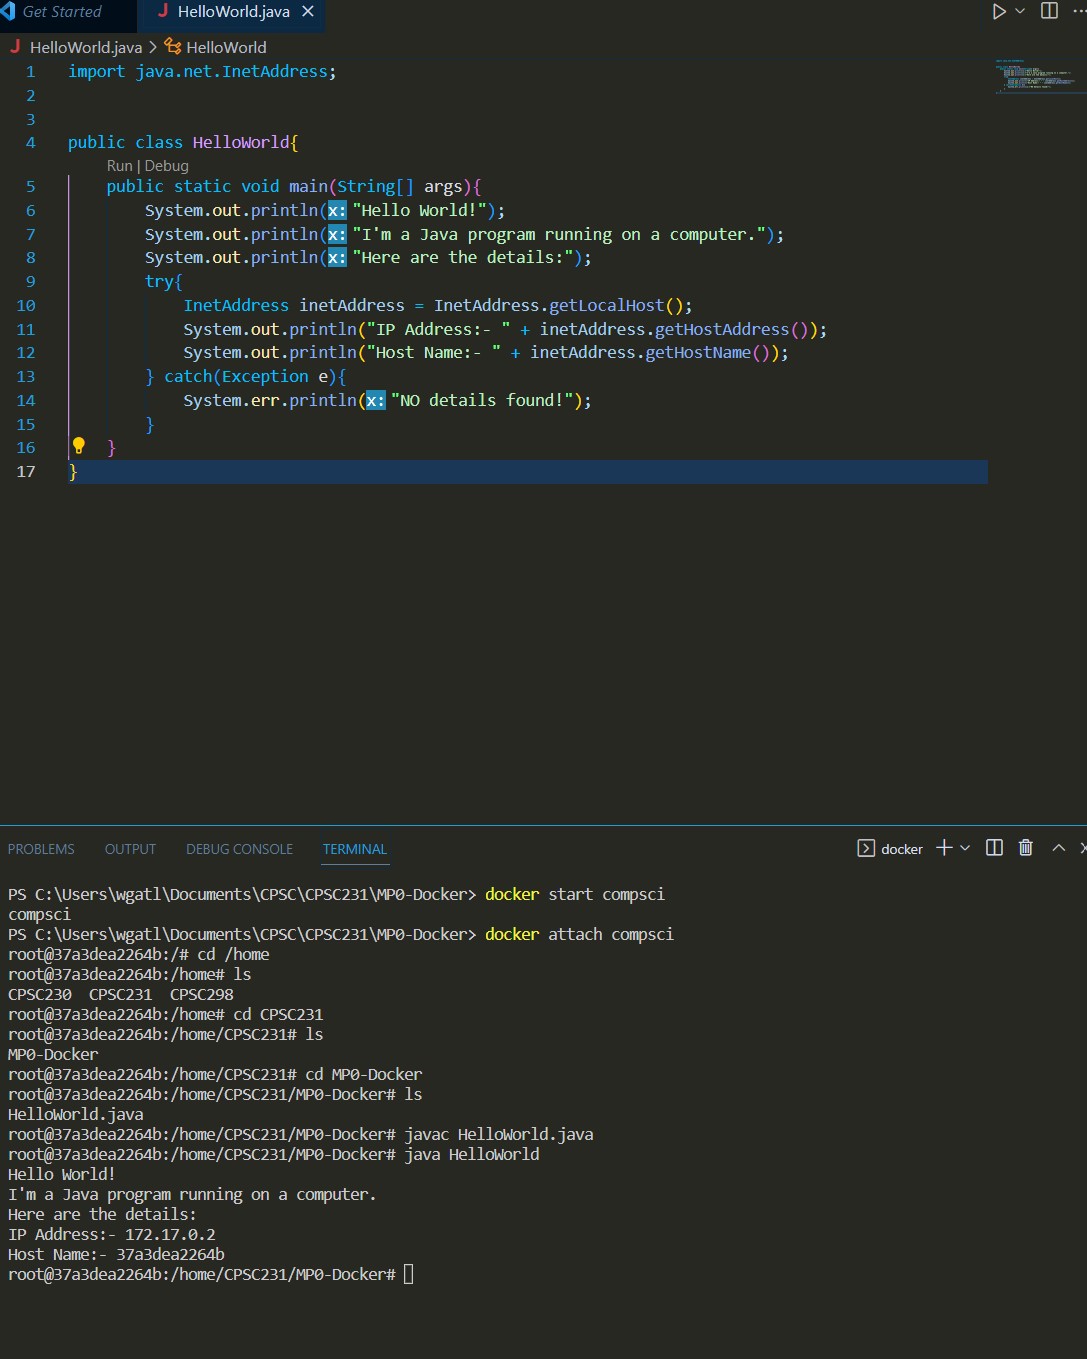 Get Started
J HelloWorld.java
J HelloWorld.java > HelloWorld
1 import java.net.InetAddress;
2
3
4 public class HelloWorld{
Run | Debug
5     public static void main(String[] args){
6         System.out.println(x: "Hello World!");
7         System.out.println(x: "I'm a Java program running on a computer.");
8         System.out.println(x: "Here are the details:");
9         try{
10             InetAddress inetAddress = InetAddress.getLocalHost();
11             System.out.println("IP Address:- " + inetAddress.getHostAddress());
12             System.out.println("Host Name:- " + inetAddress.getHostName());
13         } catch(Exception e){
14             System.err.println(x: "NO details found!");
15         }
16     }
17 }
PROBLEMS OUTPUT DEBUG CONSOLE TERMINAL docker
PS C:\Users\wgatl\Documents\CPSC\CPSC231\MP0-Docker> docker start compsci
compsci
PS C:\Users\wgatl\Documents\CPSC\CPSC231\MP0-Docker> docker attach compsci
root@37a3dea2264b:/# cd /home
root@37a3dea2264b:/home# ls
CPSC230  CPSC231  CPSC298
root@37a3dea2264b:/home# cd CPSC231
root@37a3dea2264b:/home/CPSC231# ls
MP0-Docker
root@37a3dea2264b:/home/CPSC231# cd MP0-Docker
root@37a3dea2264b:/home/CPSC231/MP0-Docker# ls
HelloWorld.java
root@37a3dea2264b:/home/CPSC231/MP0-Docker# javac HelloWorld.java
root@37a3dea2264b:/home/CPSC231/MP0-Docker# java HelloWorld
Hello World!
I'm a Java program running on a computer.
Here are the details:
IP Address:- 172.17.0.2
Host Name:- 37a3dea2264b
root@37a3dea2264b:/home/CPSC231/MP0-Docker#